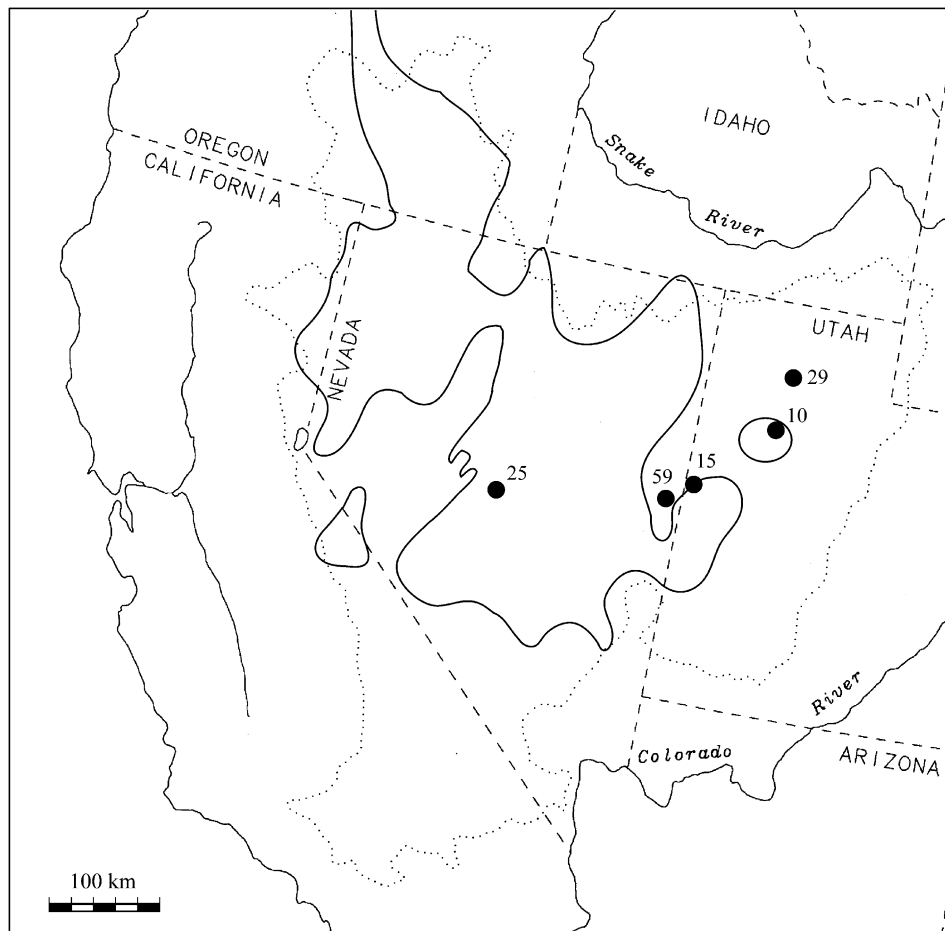 IDAHO
OREGON
CALIFORNIA
Snake
River
NEVADA
UTAH
29
10
15
59
25
River
Colorado
ARIZONA
100 km